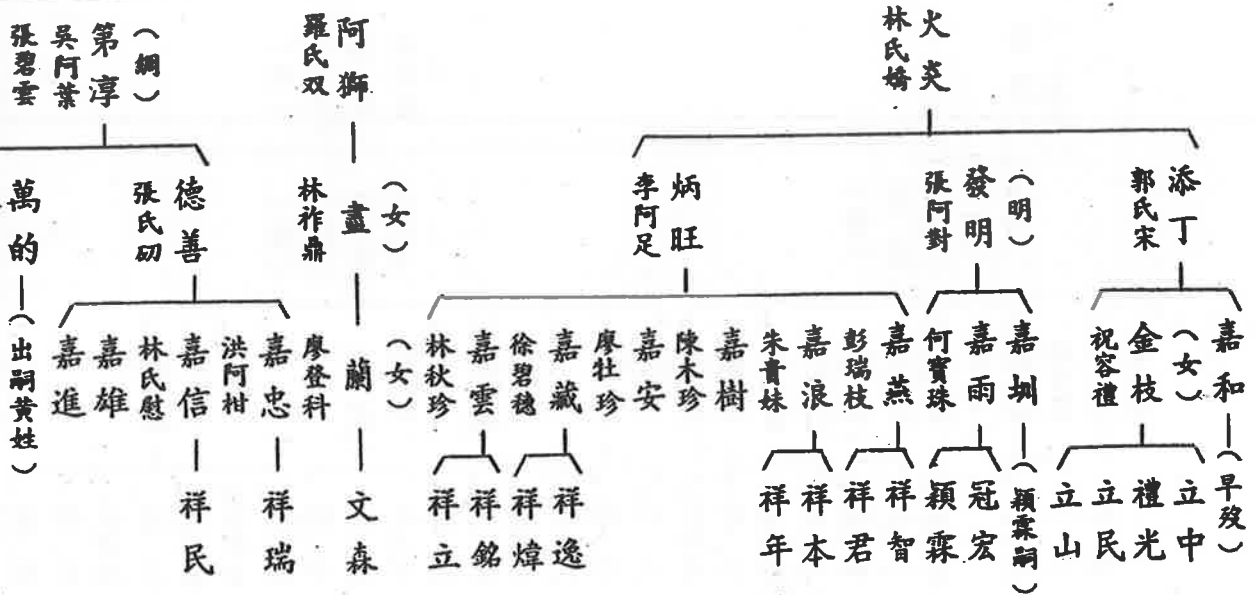 火炎
林氏嬌
阿獅
羅氏双
（綢）
第淳
吳阿葉
張碧雲
添丁
郭氏宋
（明）
發明
張阿對
炳旺
李阿足
（女）
盡
林祚鼎
德善
張氏㓛
萬的—（出嗣黃姓）
嘉和—（早歿）
（女）
金枝
祝容禮
嘉圳—（穎霖嗣）
嘉雨
何寶珠
嘉燕
彭瑞枝
嘉浪
朱貴妹
嘉樹
陳木珍
嘉安
廖牡珍
嘉藏
徐碧穗
嘉雲
林秋珍
（女）
蘭
廖登科
嘉忠
洪阿柑
嘉信
林氏慰
嘉雄
嘉進
立中
禮光
立民
立山
冠宏
穎霖
祥智
祥君
祥本
祥年
祥逸
祥煒
祥銘
祥立
文森
祥瑞
祥民